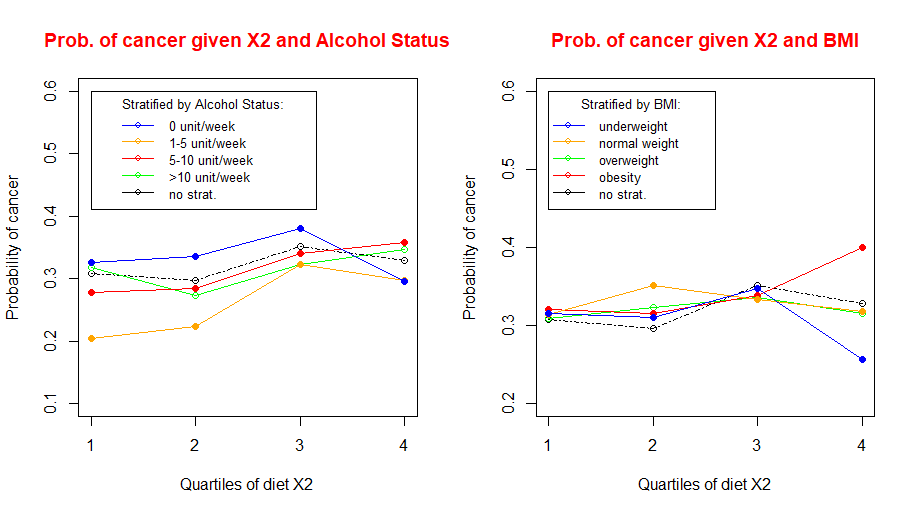 Prob. of cancer given X2 and Alcohol Status
Probability of cancer
0.6
0.5
0.4
0.3
0.2
0.1
Stratified by Alcohol Status:
0 unit/week
1-5 unit/week
5-10 unit/week
>10 unit/week
no strat.
1 2 3 4
Quartiles of diet X2
Prob. of cancer given X2 and BMI
Probability of cancer
0.6
0.5
0.4
0.3
0.2
Stratified by BMI:
underweight
normal weight
overweight
obesity
no strat.
1 2 3 4
Quartiles of diet X2